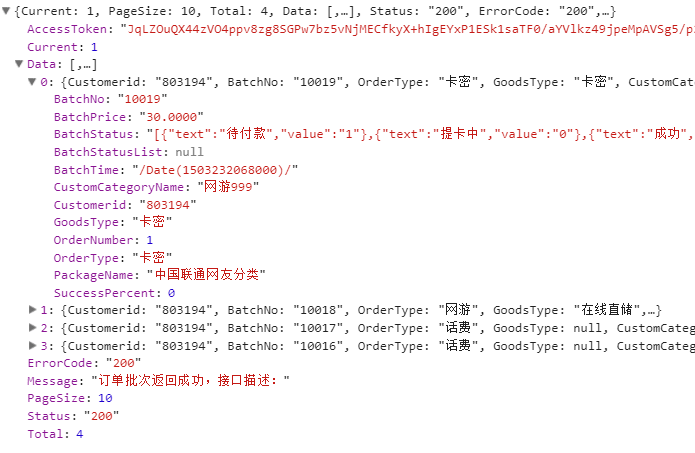 {Current: 1, PageSize: 10, Total: 4, Data: [,…], Status: "200", ErrorCode: "200",…}
AccessToken: "JqLZOuQX44zVO4ppv8zg8SGPw7bz5vNjMECfkyX+hIgEYxP1ESk1saTF0/aYVlkz49jpeMpAVSg5/p
Current: 1
Data: [,…]
0: {Customerid: "803194", BatchNo: "10019", OrderType: "卡密", GoodsType: "卡密", CustomCa
BatchNo: "10019"
BatchPrice: "30.0000"
BatchStatus: "[{"text":"待付款","value":"1"},{"text":"提卡中","value":"0"},{"text":"成功",
BatchStatusList: null
BatchTime: "/Date(1503232068000)/"
CustomCategoryName: "网游999"
Customerid: "803194"
GoodsType: "卡密"
OrderNumber: 1
OrderType: "卡密"
PackageName: "中国联通网友分类"
SuccessPercent: 0
1: {Customerid: "803194", BatchNo: "10018", OrderType: "网游", GoodsType: "在线直储",…}
2: {Customerid: "803194", BatchNo: "10017", OrderType: "话费", GoodsType: null, CustomCateg
3: {Customerid: "803194", BatchNo: "10016", OrderType: "话费", GoodsType: null, CustomCateg
ErrorCode: "200"
Message: "订单批次返回成功，接口描述："
PageSize: 10
Status: "200"
Total: 4